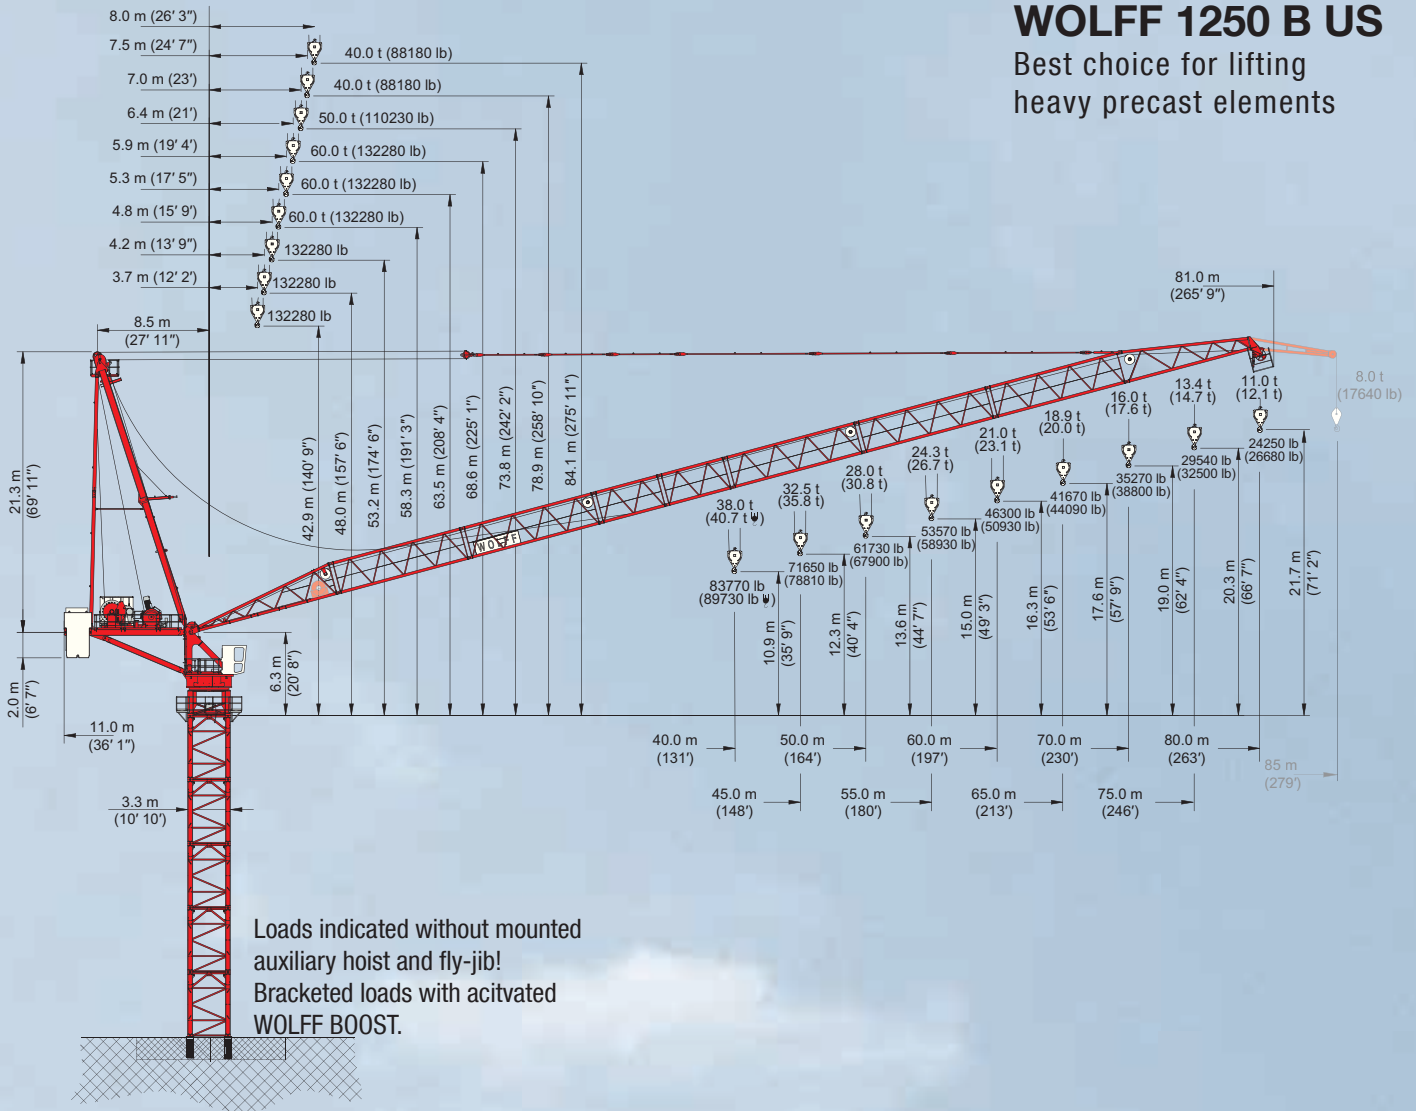 WOLFF 1250 B US
Best choice for lifting
heavy precast elements
8.0 m (26′ 3″)
7.5 m (24′ 7″)
40.0 t (88180 lb)
7.0 m (23′)
40.0 t (88180 lb)
6.4 m (21′)
50.0 t (110230 lb)
5.9 m (19′ 4″)
60.0 t (132280 lb)
5.3 m (17′ 5″)
60.0 t (132280 lb)
4.8 m (15′ 9″)
60.0 t (132280 lb)
4.2 m (13′ 9″)
132280 lb
3.7 m (12′ 2′)
132280 lb
132280 lb
8.5 m
(27′ 11″)
81.0 m
(265′ 9″)
21.3 m
(69′ 11″)
42.9 m (140′ 9″)
48.0 m (157′ 6″)
53.2 m (174′ 6″)
58.3 m (191′ 3″)
63.5 m (208′ 4″)
68.6 m (225′ 1″)
73.8 m (242′ 2″)
78.9 m (258′ 10″)
84.1 m (275′ 11″)
WOLFF
38.0 t
(40.7 t)
83770 lb
(89730 lb)
32.5 t
(35.8 t)
71650 lb
(78810 lb)
28.0 t
(30.8 t)
61730 lb
(67900 lb)
24.3 t
(26.7 t)
53570 lb
(58930 lb)
21.0 t
(23.1 t)
46300 lb
(50930 lb)
18.9 t
(20.0 t)
41670 lb
(44090 lb)
16.0 t
(17.6 t)
35270 lb
(38800 lb)
13.4 t
(14.7 t)
29540 lb
(32500 lb)
11.0 t
(12.1 t)
24250 lb
(26680 lb)
8.0 t
(17640 lb)
2.0 m
(6′ 7″)
6.3 m
(20′ 8″)
10.9 m
(35′ 9″)
12.3 m
(40′ 4″)
13.6 m
(44′ 7″)
15.0 m
(49′ 3″)
16.3 m
(53′ 6″)
17.6 m
(57′ 9″)
19.0 m
(62′ 4″)
20.3 m
(66′ 7″)
21.7 m
(71′ 2″)
11.0 m
(36′ 1″)
40.0 m
(131′)
50.0 m
(164′)
60.0 m
(197′)
70.0 m
(230′)
80.0 m
(263′)
85 m
(279′)
45.0 m
(148′)
55.0 m
(180′)
65.0 m
(213′)
75.0 m
(246′)
3.3 m
(10′ 10′)
Loads indicated without mounted
auxiliary hoist and fly-jib!
Bracketed loads with acitvated
WOLFF BOOST.